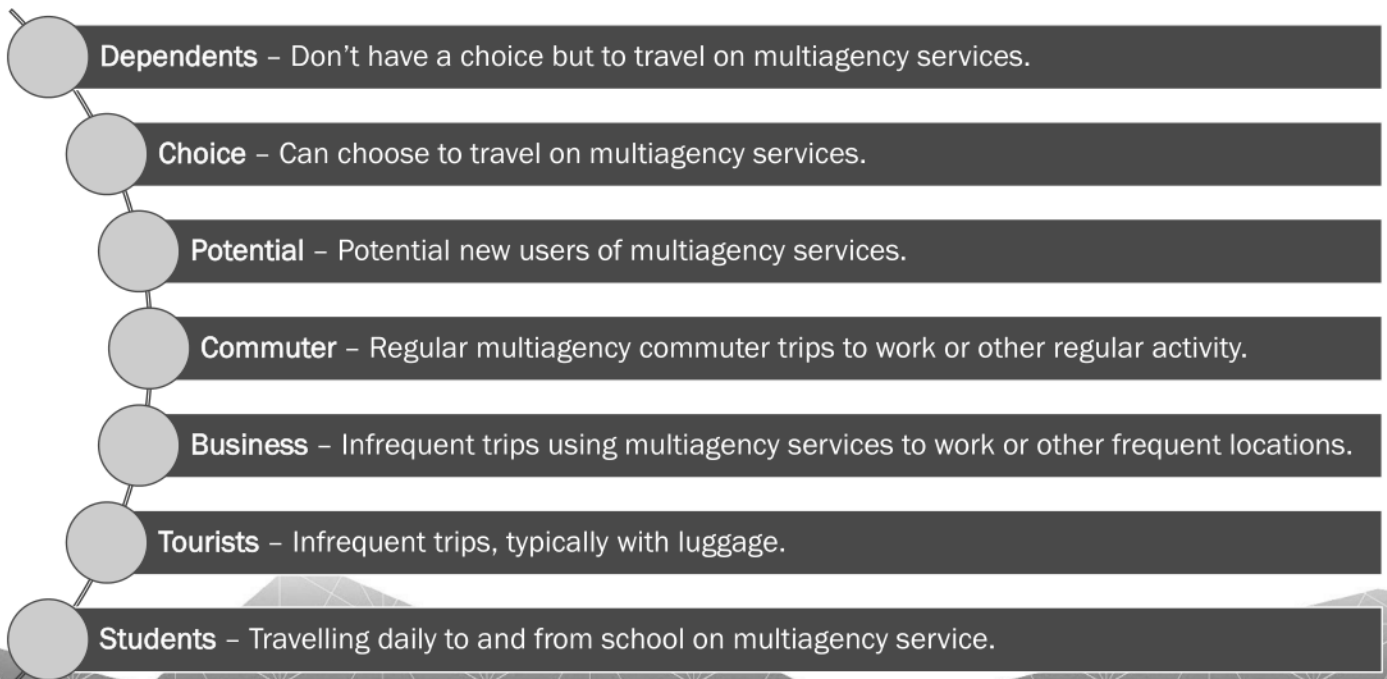 Dependents – Don't have a choice but to travel on multiagency services.
Choice – Can choose to travel on multiagency services.
Potential – Potential new users of multiagency services.
Commuter – Regular multiagency commuter trips to work or other regular activity.
Business – Infrequent trips using multiagency services to work or other frequent locations.
Tourists – Infrequent trips, typically with luggage.
Students – Travelling daily to and from school on multiagency service.